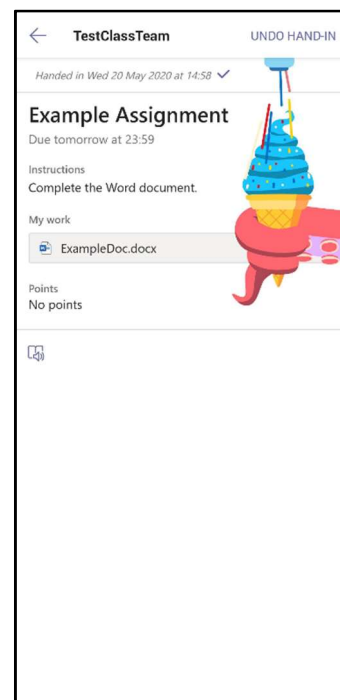 TestClassTeam UNDO HAND-IN
Handed in Wed 20 May 2020 at 14:58
Example Assignment
Due tomorrow at 23:59
Instructions
Complete the Word document.
My work
ExampleDoc.docx
Points
No points